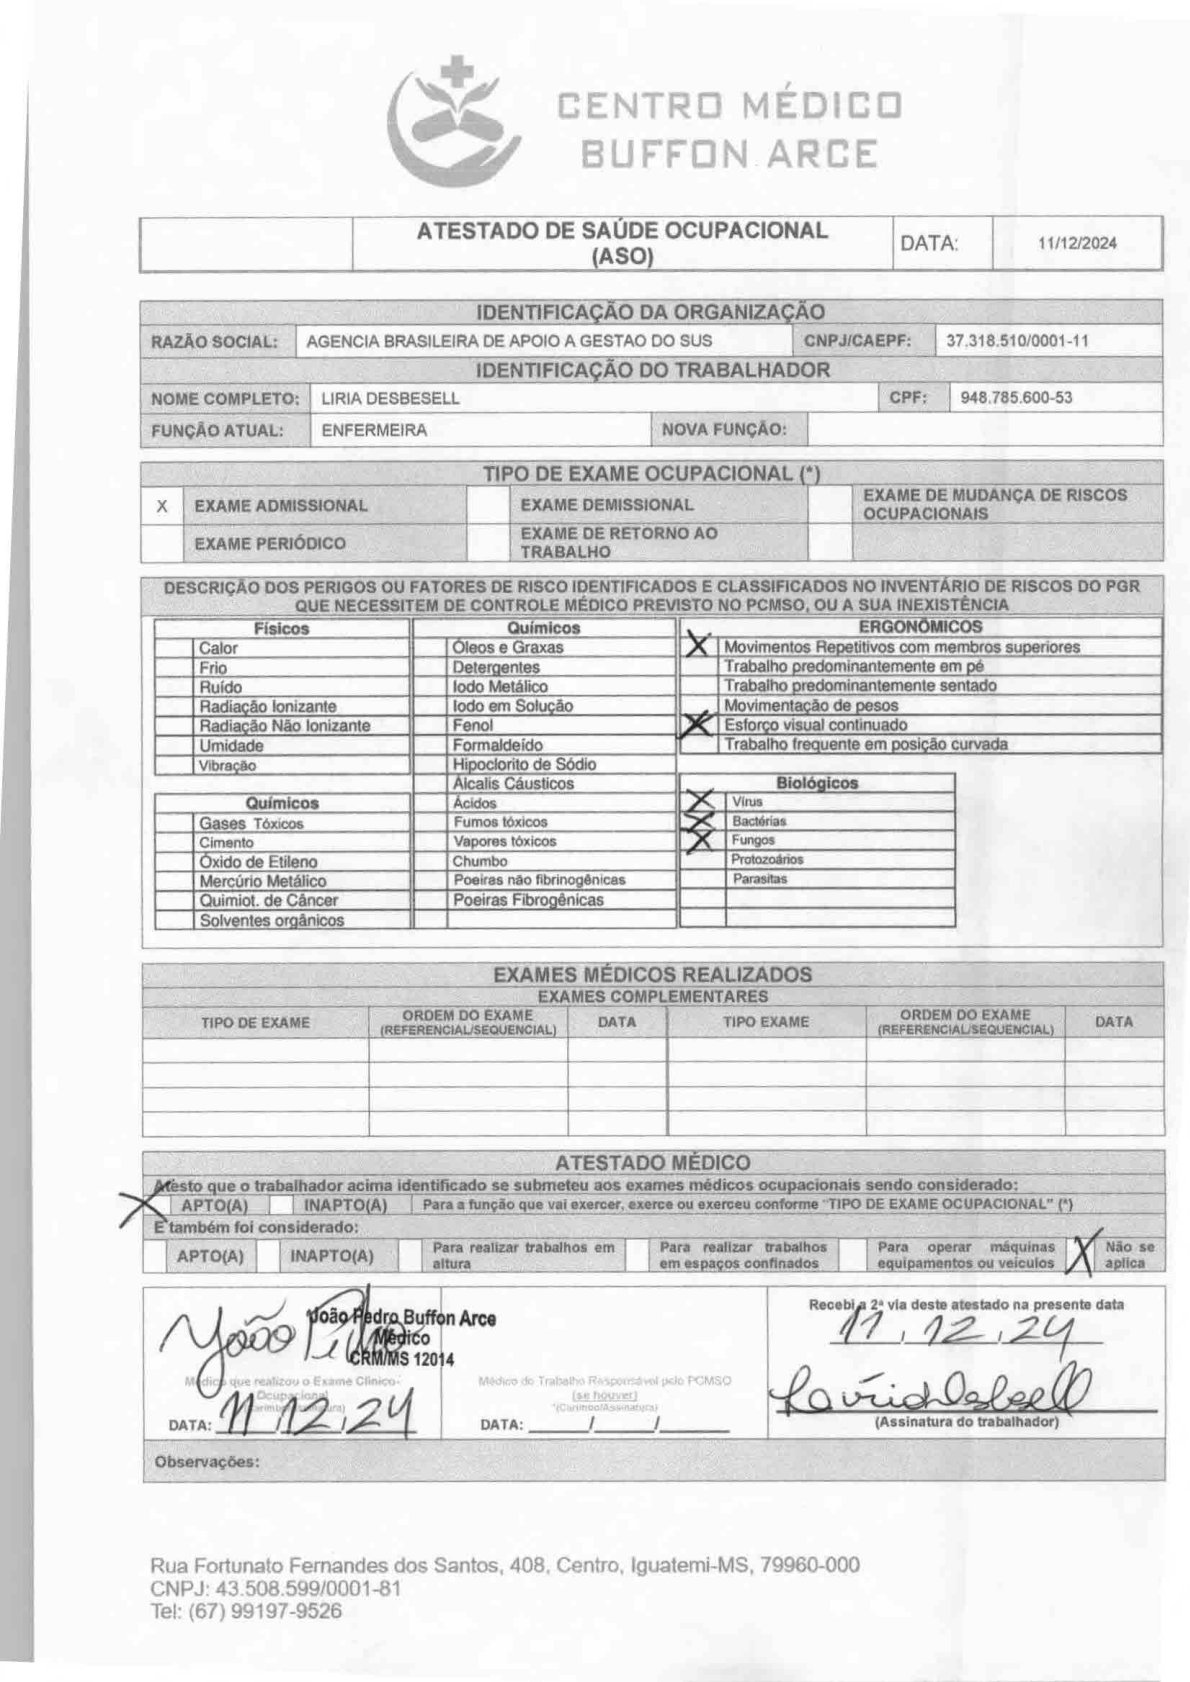 CENTRO MÉDICO
BUFFON ARCE
ATESTADO DE SAÚDE OCUPACIONAL
(ASO)
DATA:
11/12/2024
IDENTIFICAÇÃO DA ORGANIZAÇÃO
RAZÃO SOCIAL: AGENCIA BRASILEIRA DE APOIO A GESTAO DO SUS CNPJ/CAEPF: 37.318.510/0001-11
IDENTIFICAÇÃO DO TRABALHADOR
NOME COMPLETO: LIRIA DESBESELL CPF: 948.785.600-53
FUNÇÃO ATUAL: ENFERMEIRA NOVA FUNÇÃO:
TIPO DE EXAME OCUPACIONAL (*)
X EXAME ADMISSIONAL
EXAME DEMISSIONAL
EXAME DE MUDANÇA DE RISCOS
OCUPACIONAIS
EXAME PERIÓDICO
EXAME DE RETORNO AO
TRABALHO
DESCRIÇÃO DOS PERIGOS OU FATORES DE RISCO IDENTIFICADOS E CLASSIFICADOS NO INVENTÁRIO DE RISCOS DO PGR
QUE NECESSITEM DE CONTROLE MÉDICO PREVISTO NO PCMSO, OU A SUA INEXISTÊNCIA
Físicos
Calor
Frio
Ruído
Radiação Ionizante
Radiação Não Ionizante
Umidade
Vibração
Químicos
Gases Tóxicos
Cimento
Óxido de Etileno
Mercúrio Metálico
Quimiot. de Câncer
Solventes orgânicos
Químicos
Óleos e Graxas
Detergentes
Iodo Metálico
Iodo em Solução
Fenol
Formaldeído
Hipoclorito de Sódio
Álcalis Cáusticos
Ácidos
Fumos tóxicos
Vapores tóxicos
Chumbo
Poeiras não fibrinogênicas
Poeiras Fibrogênicas
ERGONÔMICOS
X Movimentos Repetitivos com membros superiores
Trabalho predominantemente em pé
Trabalho predominantemente sentado
Movimentação de pesos
X Esforço visual continuado
Trabalho frequente em posição curvada
Biológicos
X Vírus
X Bactérias
X Fungos
Protozoários
Parasitas
EXAMES MÉDICOS REALIZADOS
EXAMES COMPLEMENTARES
TIPO DE EXAME
ORDEM DO EXAME
(REFERENCIAL/SEQUENCIAL)
DATA
TIPO EXAME
ORDEM DO EXAME
(REFERENCIAL/SEQUENCIAL)
DATA
ATESTADO MÉDICO
Atesto que o trabalhador acima identificado se submeteu aos exames médicos ocupacionais sendo considerado:
X APTO(A) INAPTO(A) Para a função que vai exercer, exerce ou exerceu conforme "TIPO DE EXAME OCUPACIONAL" (*)
E também foi considerado:
APTO(A) INAPTO(A)
Para realizar trabalhos em
altura
Para realizar trabalhos
em espaços confinados
Para operar máquinas
equipamentos ou veículos
X Não se
aplica
João Pedro
João Pedro Buffon Arce
Médico
CRM/MS 12014
Médico que realizou o Exame Clínico-
Ocupacional
DATA: 11/12/24
Médico do Trabalho Responsável pelo PCMSO
(se houver)
*(Carimbo/Assinatura)
DATA: / /
Recebi a 2ª via deste atestado na presente data
11, 12, 24
(Assinatura do trabalhador)
Observações:
Rua Fortunato Fernandes dos Santos, 408, Centro, Iguatemi-MS, 79960-000
CNPJ: 43.508.599/0001-81
Tel: (67) 99197-9526